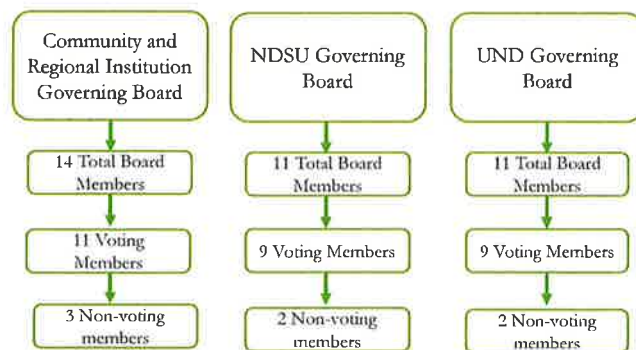 Community and
Regional Institution
Governing Board
14 Total Board
Members
11 Voting
Members
3 Non-voting
members
NDSU Governing
Board
11 Total Board
Members
9 Voting Members
2 Non-voting
members
UND Governing
Board
11 Total Board
Members
9 Voting Members
2 Non-voting
members